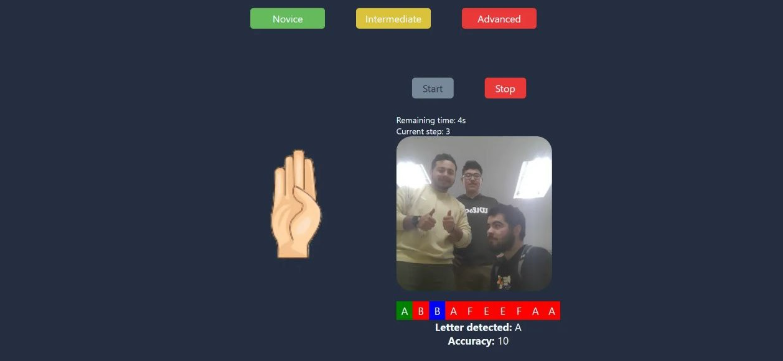 Novice Intermediate Advanced
Start Stop
Remaining time: 4s
Current step: 3
A B B A F E E F A A
Letter detected: A
Accuracy: 10